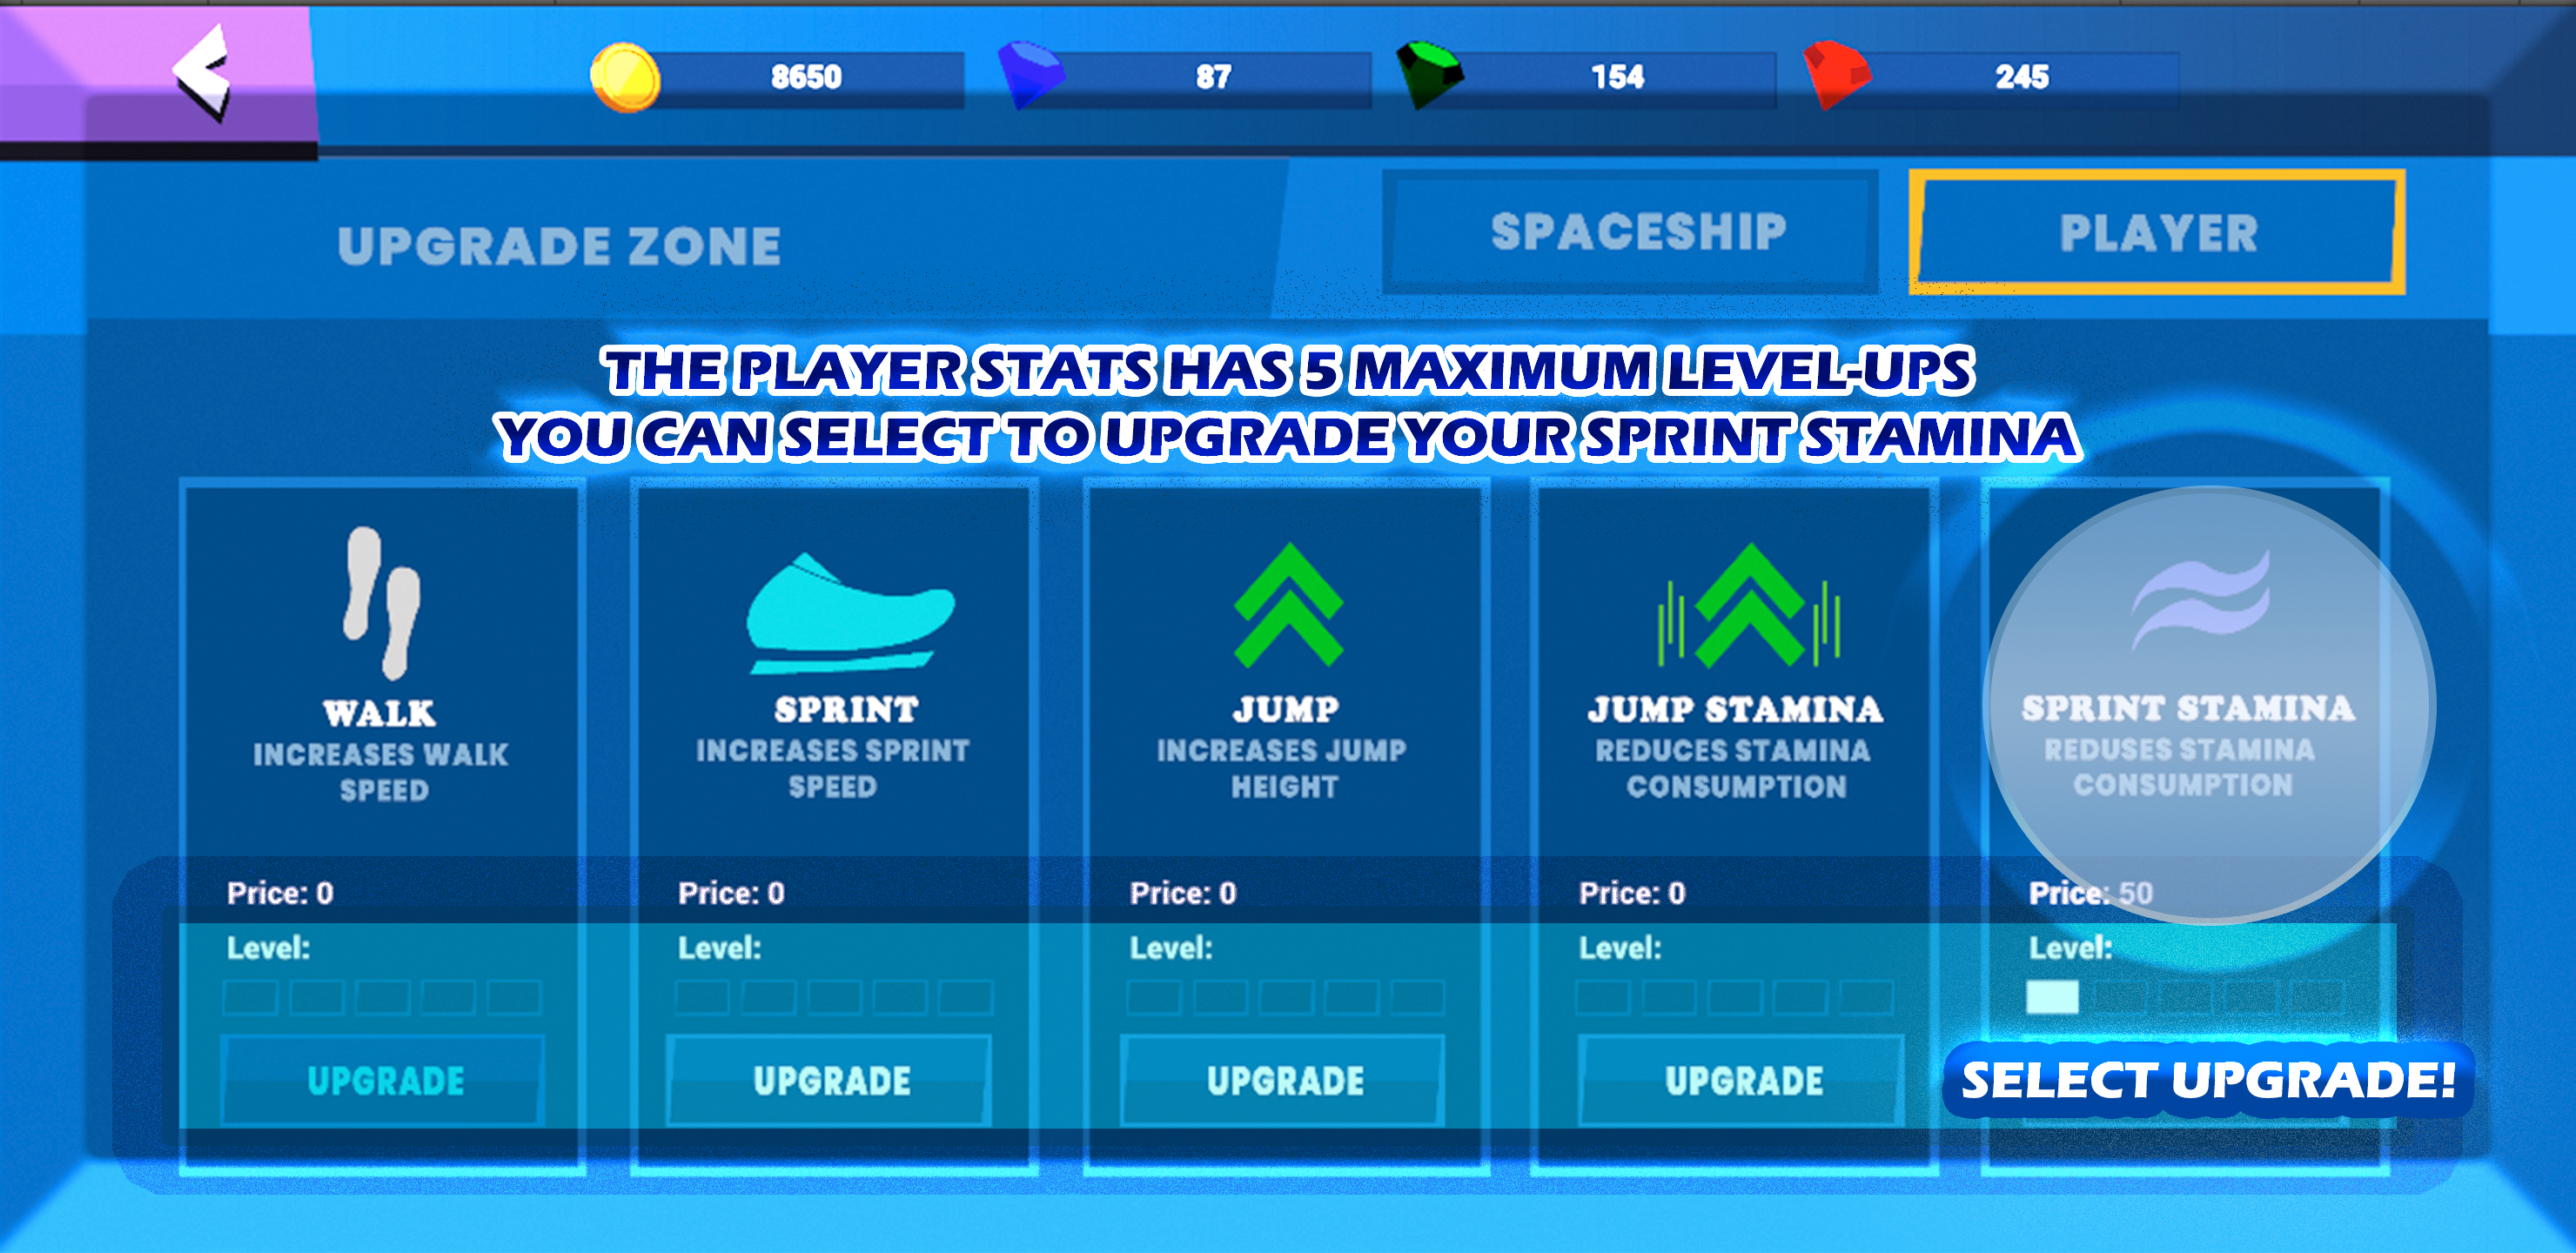 8650
87
154
245
UPGRADE ZONE
SPACESHIP
PLAYER
THE PLAYER STATS HAS 5 MAXIMUM LEVEL-UPS
YOU CAN SELECT TO UPGRADE YOUR SPRINT STAMINA
WALK
INCREASES WALK
SPEED
Price: 0
Level:
UPGRADE
SPRINT
INCREASES SPRINT
SPEED
Price: 0
Level:
UPGRADE
JUMP
INCREASES JUMP
HEIGHT
Price: 0
Level:
UPGRADE
JUMP STAMINA
REDUCES STAMINA
CONSUMPTION
Price: 0
Level:
UPGRADE
SPRINT STAMINA
REDUSES STAMINA
CONSUMPTION
Price: 50
Level:
SELECT UPGRADE!